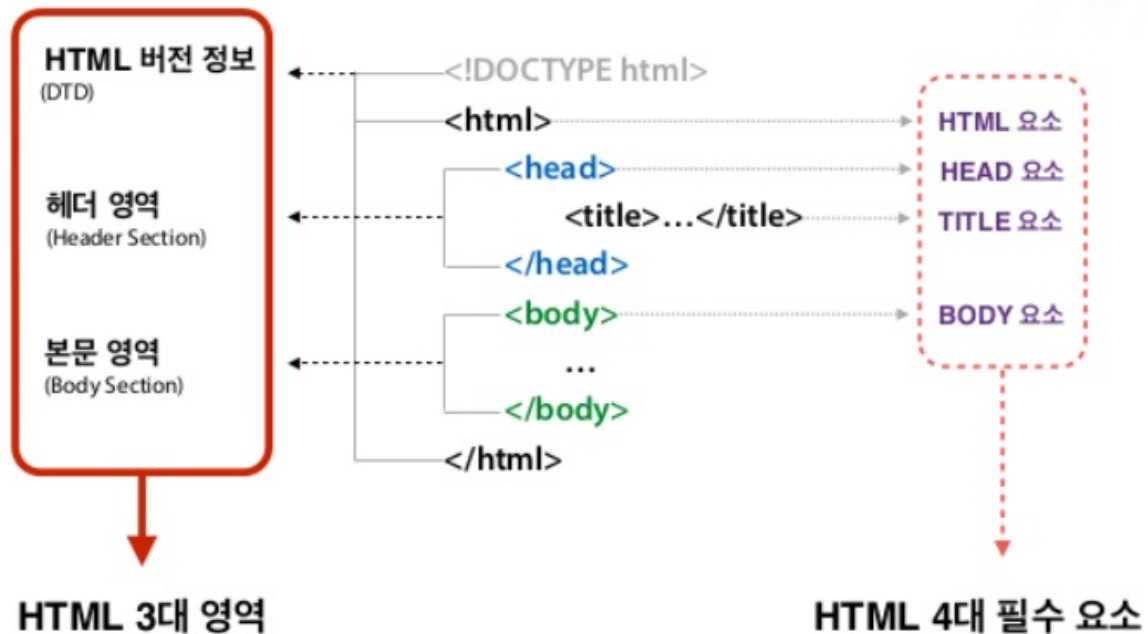 HTML 버전 정보
(DTD)
헤더 영역
(Header Section)
본문 영역
(Body Section)
HTML 3대 영역
<!DOCTYPE html>
<html>
<head>
<title>...</title>
</head>
<body>
...
</body>
</html>
HTML 요소
HEAD 요소
TITLE 요소
BODY 요소
HTML 4대 필수 요소